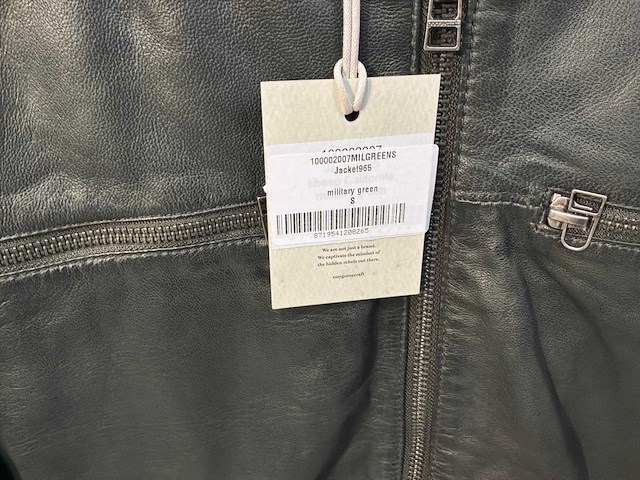 100002007
100002007MILGREENS
Jacket965
military green
S
8719541208265
We are not just a brand.
We captivate the mindset of
the hidden rebels out there.